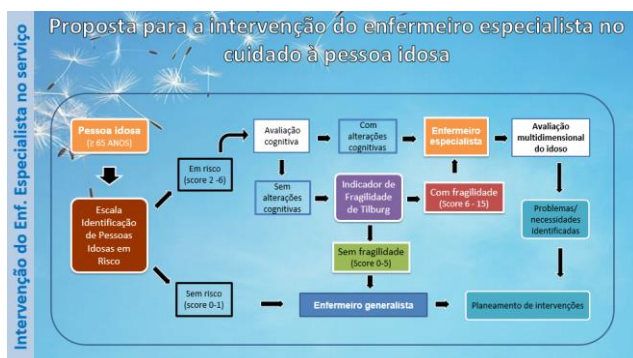 Proposta para a intervenção do enfermeiro especialista no
cuidado à pessoa idosa
Intervenção do Enf. Especialista no serviço
Pessoa idosa
(≥ 65 ANOS)
Escala
Identificação
de Pessoas
Idosas em
Risco
Em risco
(score 2 -6)
Sem risco
(score 0-1)
Avaliação
cognitiva
Com
alterações
cognitivas
Sem
alterações
cognitivas
Indicador de
Fragilidade
de Tilburg
Com fragilidade
(Score 6 - 15)
Sem fragilidade
(Score 0-5)
Enfermeiro
especialista
Enfermeiro generalista
Avaliação
multidimensional
do idoso
Problemas/
necessidades
Identificadas
Planeamento de intervenções